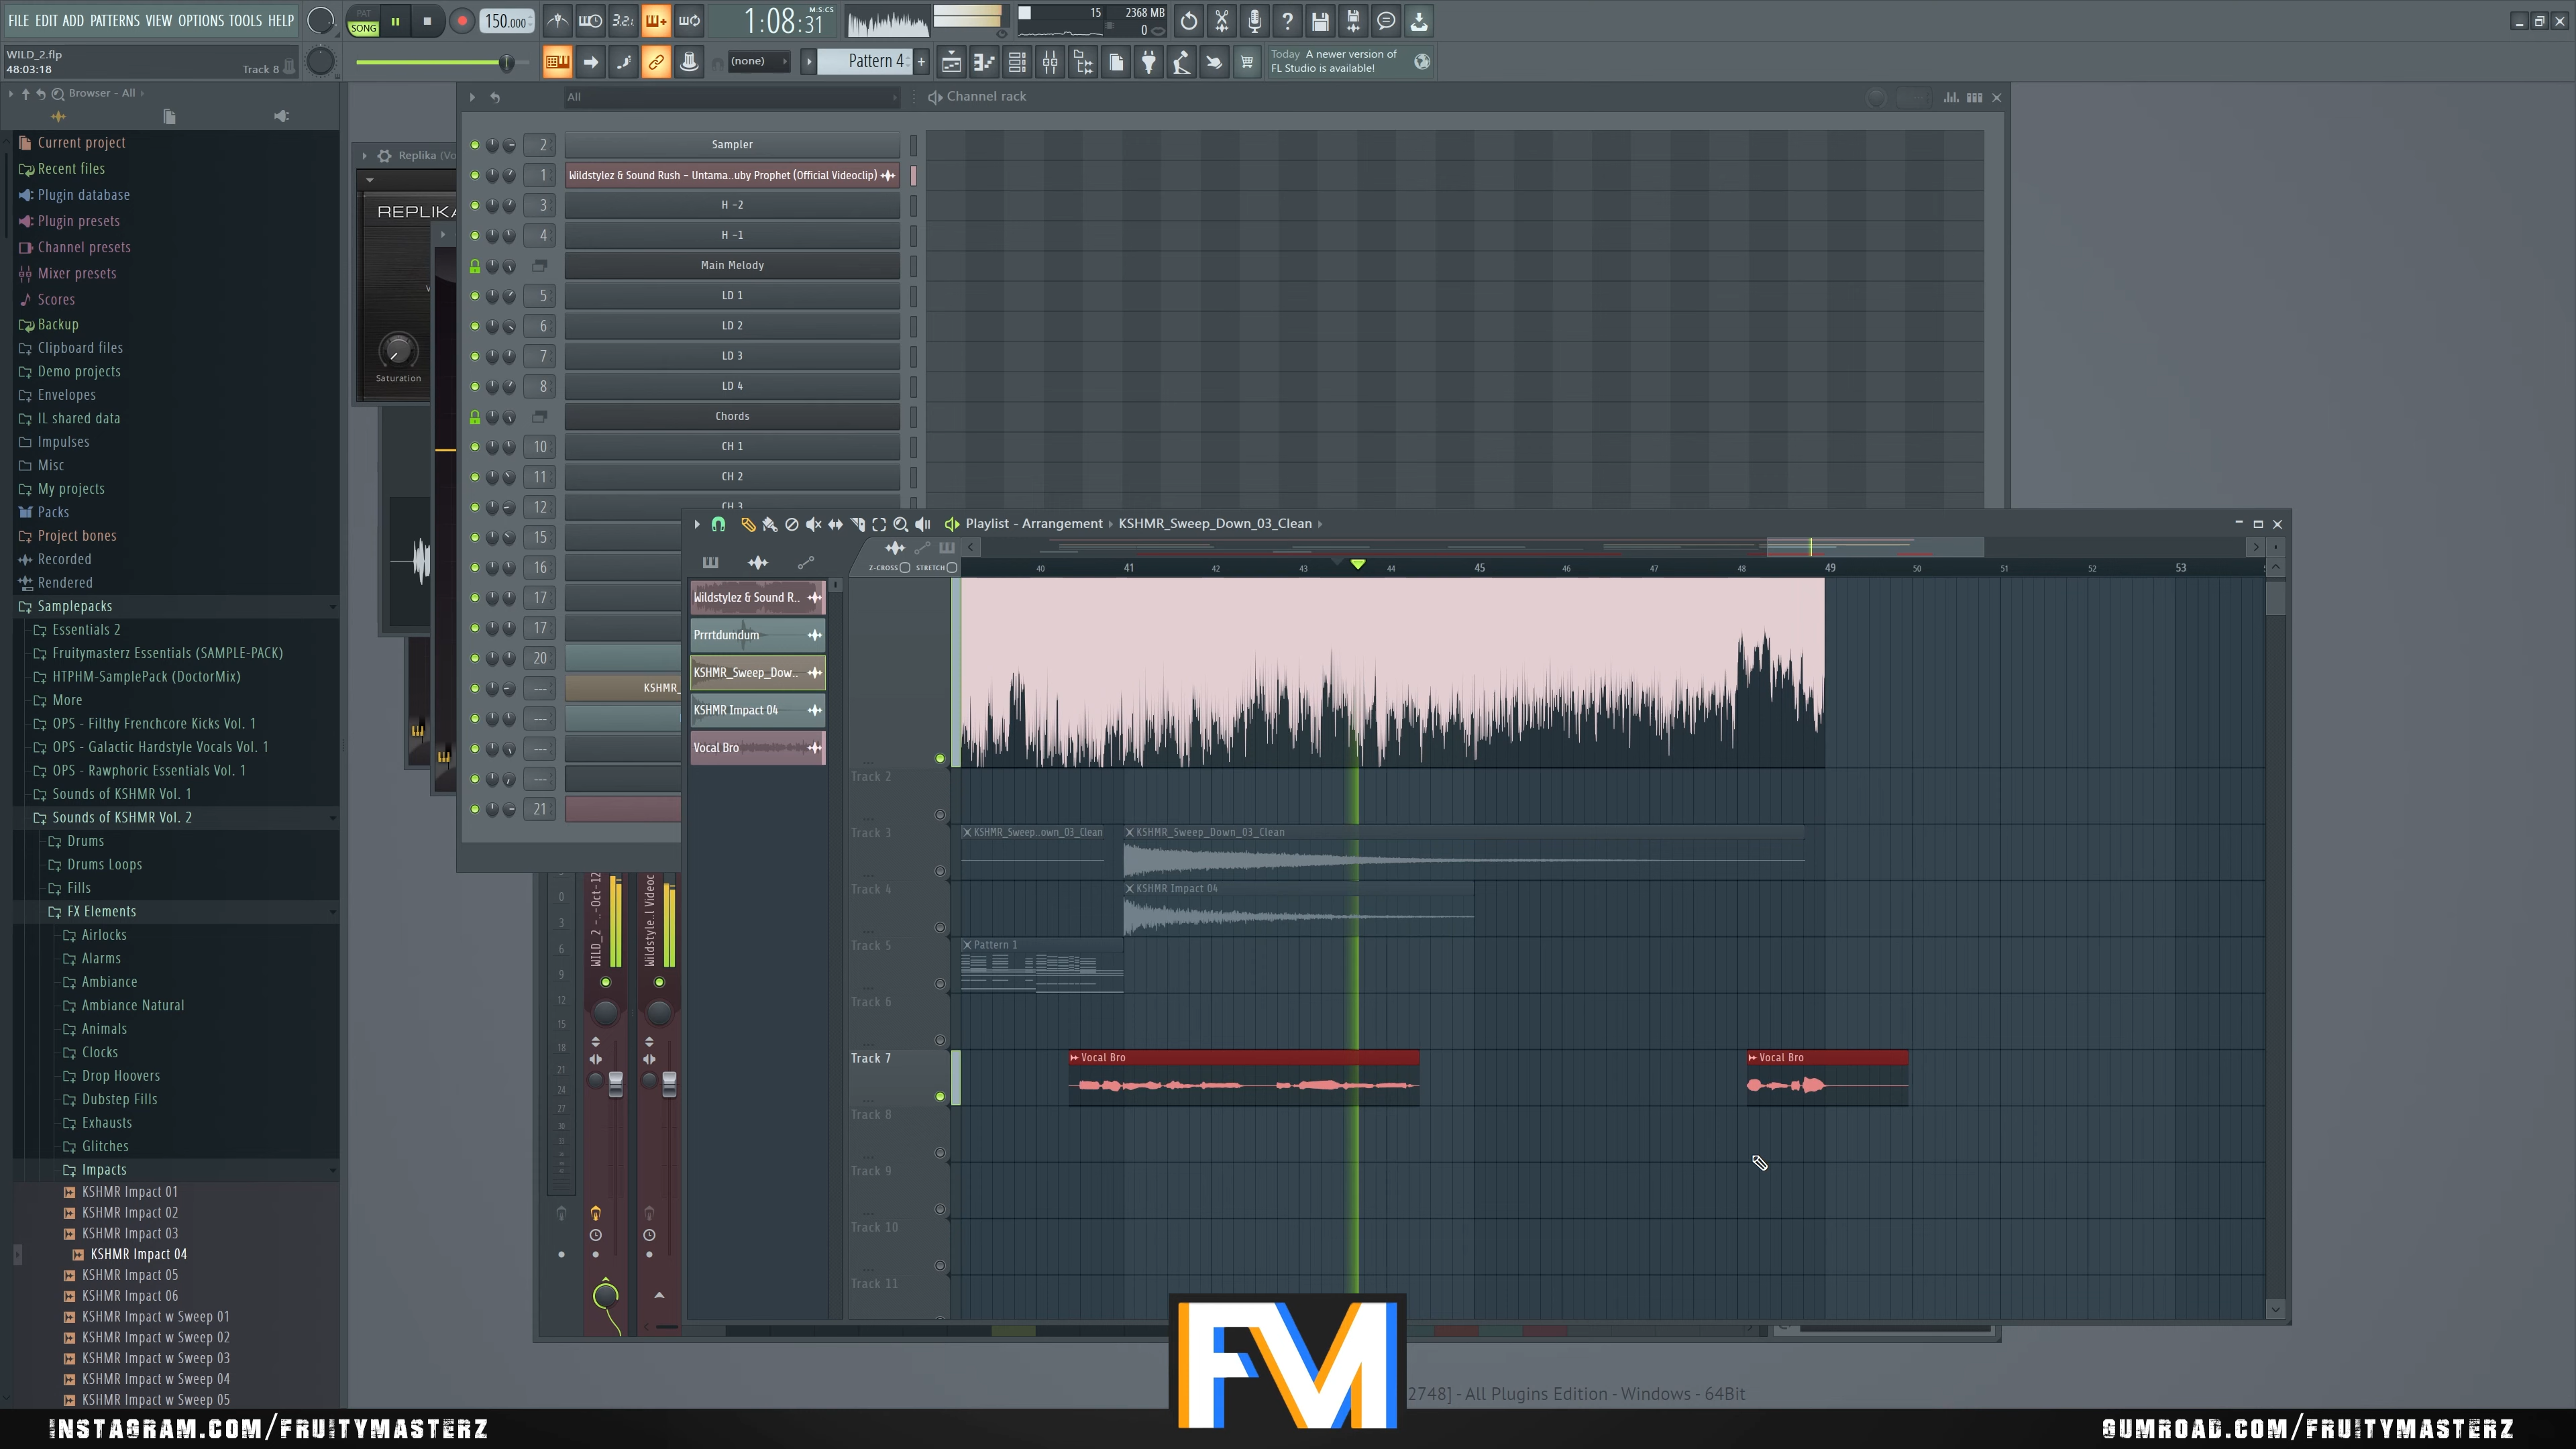 FILE EDIT ADD PATTERNS VIEW OPTIONS TOOLS HELP
PAT
SONG
150.000
3.2.
1:08:31
M:S:CS
15
2368 MB
0
WILD_2.flp
48:03:18
Track 8
(none)
Pattern 4
Today A newer version of
FL Studio is available!
Browser - All
Current project
Recent files
Plugin database
Plugin presets
Channel presets
Mixer presets
Scores
Backup
Clipboard files
Demo projects
Envelopes
IL shared data
Impulses
Misc
My projects
Packs
Project bones
Recorded
Rendered
Samplepacks
Essentials 2
Fruitymasterz Essentials (SAMPLE-PACK)
HTPHM-SamplePack (DoctorMix)
More
OPS - Filthy Frenchcore Kicks Vol. 1
OPS - Galactic Hardstyle Vocals Vol. 1
OPS - Rawphoric Essentials Vol. 1
Sounds of KSHMR Vol. 1
Sounds of KSHMR Vol. 2
Drums
Drums Loops
Fills
FX Elements
Airlocks
Alarms
Ambiance
Ambiance Natural
Animals
Clocks
Drop Hoovers
Dubstep Fills
Exhausts
Glitches
Impacts
KSHMR Impact 01
KSHMR Impact 02
KSHMR Impact 03
KSHMR Impact 04
KSHMR Impact 05
KSHMR Impact 06
KSHMR Impact w Sweep 01
KSHMR Impact w Sweep 02
KSHMR Impact w Sweep 03
KSHMR Impact w Sweep 04
KSHMR Impact w Sweep 05
Replika (Vo
REPLIKA
Saturation
All
Channel rack
2 Sampler
1 Wildstylez & Sound Rush - Untama..uby Prophet (Official Videoclip)
3 H -2
4 H -1
Main Melody
5 LD 1
6 LD 2
7 LD 3
8 LD 4
Chords
10 CH 1
11 CH 2
12 CH 3
15
16
17
17
20
--- KSHMR_
---
---
---
21
Playlist - Arrangement KSHMR_Sweep_Down_03_Clean
Z-CROSS STRETCH
40 41 42 43 44 45 46 47 48 49 50 51 52 53
Wildstylez & Sound R..
Prrrtdumdum
KSHMR_Sweep_Dow..
KSHMR Impact 04
Vocal Bro
Track 2
Track 3
KSHMR_Sweep..own_03_Clean
KSHMR_Sweep_Down_03_Clean
Track 4
KSHMR Impact 04
Track 5
Pattern 1
Track 6
Track 7
Vocal Bro
Vocal Bro
Track 8
Track 9
Track 10
Track 11
0
3
6
9
12
15
18
21
24
27
WILD_2 -..-Oct-12
Wildstyle..l Videoc
FM
2748] - All Plugins Edition - Windows - 64Bit
INSTAGRAM.COM/FRUITYMASTERZ
GUMROAD.COM/FRUITYMASTERZ